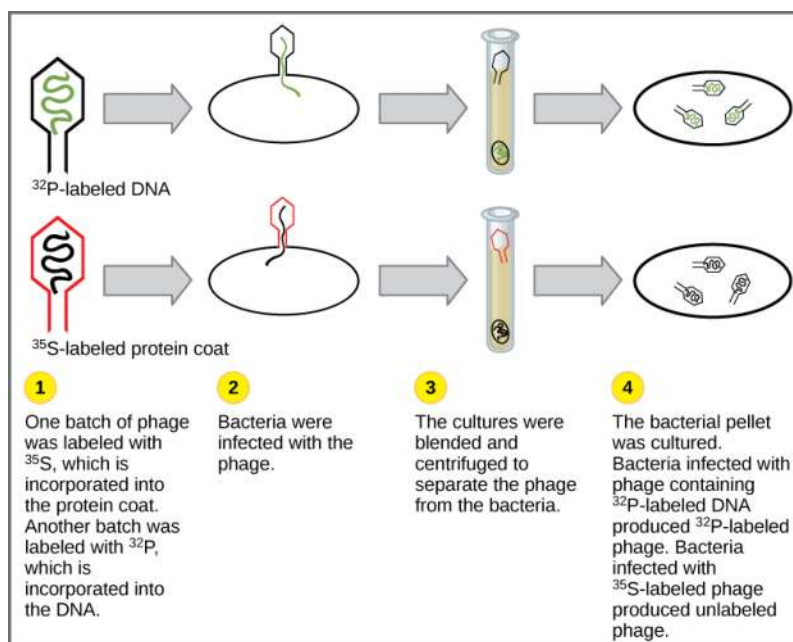 ³²P-labeled DNA
³⁵S-labeled protein coat
1
One batch of phage
was labeled with
³⁵S, which is
incorporated into
the protein coat.
Another batch was
labeled with ³²P,
which is
incorporated into
the DNA.
2
Bacteria were
infected with the
phage.
3
The cultures were
blended and
centrifuged to
separate the phage
from the bacteria.
4
The bacterial pellet
was cultured.
Bacteria infected with
phage containing
³²P-labeled DNA
produced ³²P-labeled
phage. Bacteria
infected with
³⁵S-labeled phage
produced unlabeled
phage.